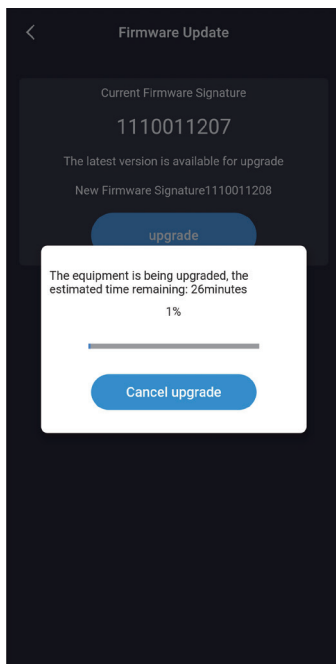 Firmware Update
Current Firmware Signature
1110011207
The latest version is available for upgrade
New Firmware Signature1110011208
upgrade
The equipment is being upgraded, the
estimated time remaining: 26minutes
1%
Cancel upgrade